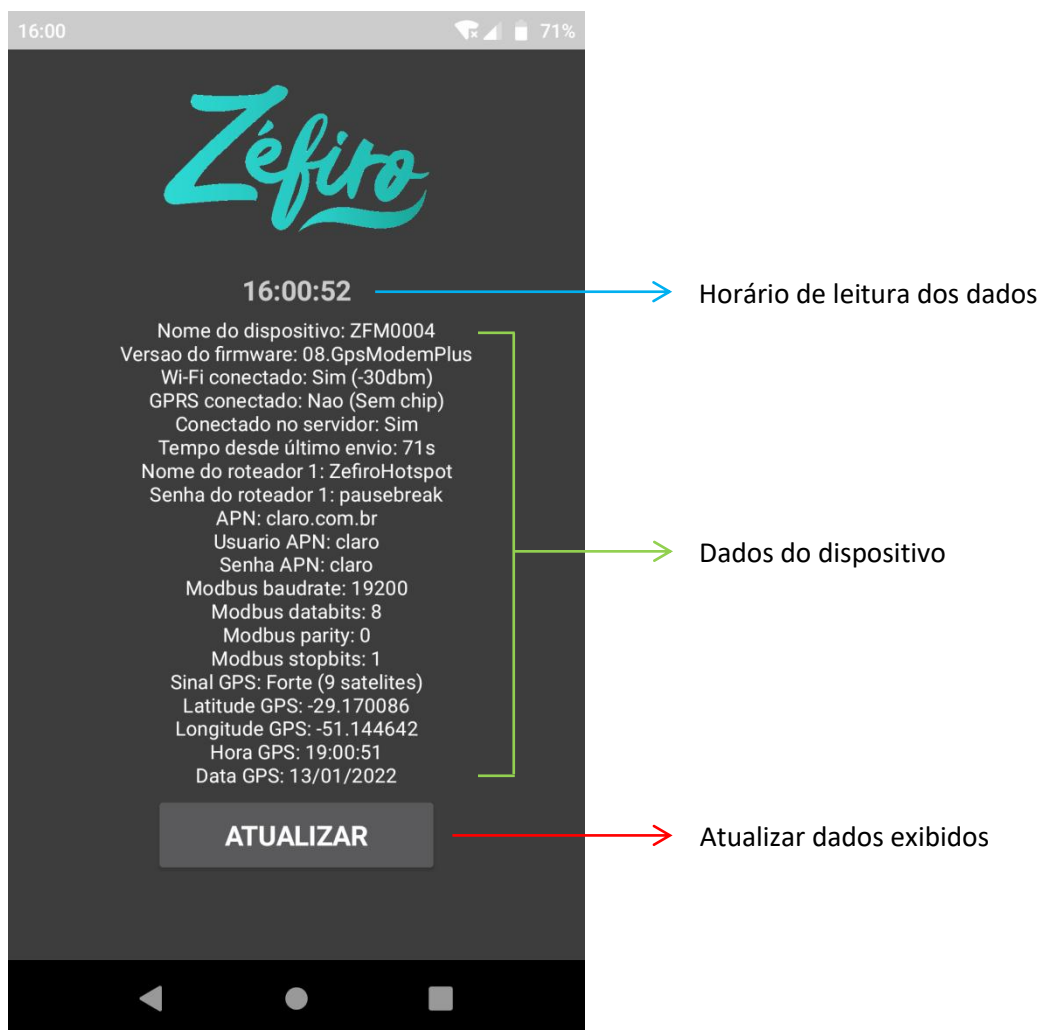 16:00 71%
Zéfiro
16:00:52
Horário de leitura dos dados
Nome do dispositivo: ZFM0004
Versao do firmware: 08.GpsModemPlus
Wi-Fi conectado: Sim (-30dbm)
GPRS conectado: Nao (Sem chip)
Conectado no servidor: Sim
Tempo desde último envio: 71s
Nome do roteador 1: ZefiroHotspot
Senha do roteador 1: pausebreak
APN: claro.com.br
Usuario APN: claro
Senha APN: claro
Modbus baudrate: 19200
Modbus databits: 8
Modbus parity: 0
Modbus stopbits: 1
Sinal GPS: Forte (9 satelites)
Latitude GPS: -29.170086
Longitude GPS: -51.144642
Hora GPS: 19:00:51
Data GPS: 13/01/2022
Dados do dispositivo
ATUALIZAR
Atualizar dados exibidos